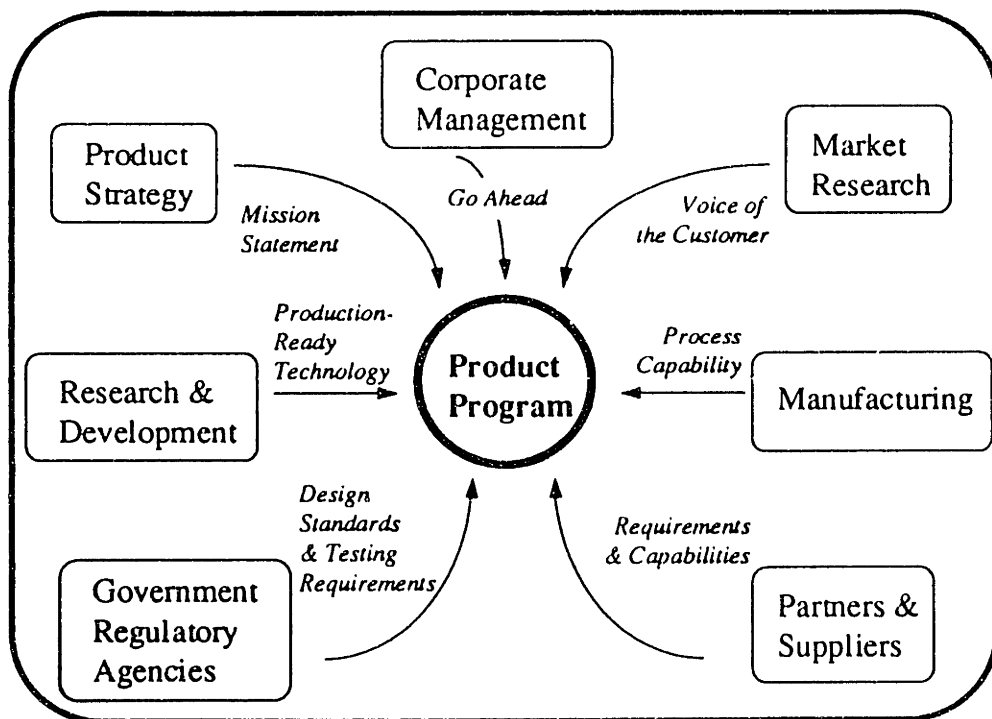 Corporate
Management
Product
Strategy
Market
Research
Go Ahead
Mission
Statement
Voice of
the Customer
Production-
Ready
Technology
Process
Capability
Product
Program
Research &
Development
Manufacturing
Design
Standards
& Testing
Requirements
Requirements
& Capabilities
Government
Regulatory
Agencies
Partners &
Suppliers